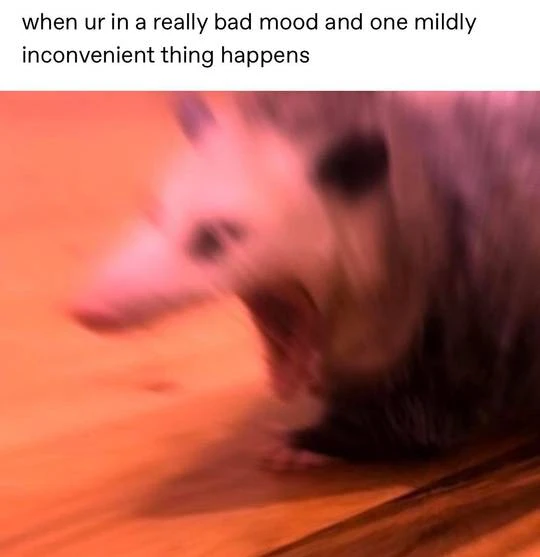 when ur in a really bad mood and one mildly
inconvenient thing happens